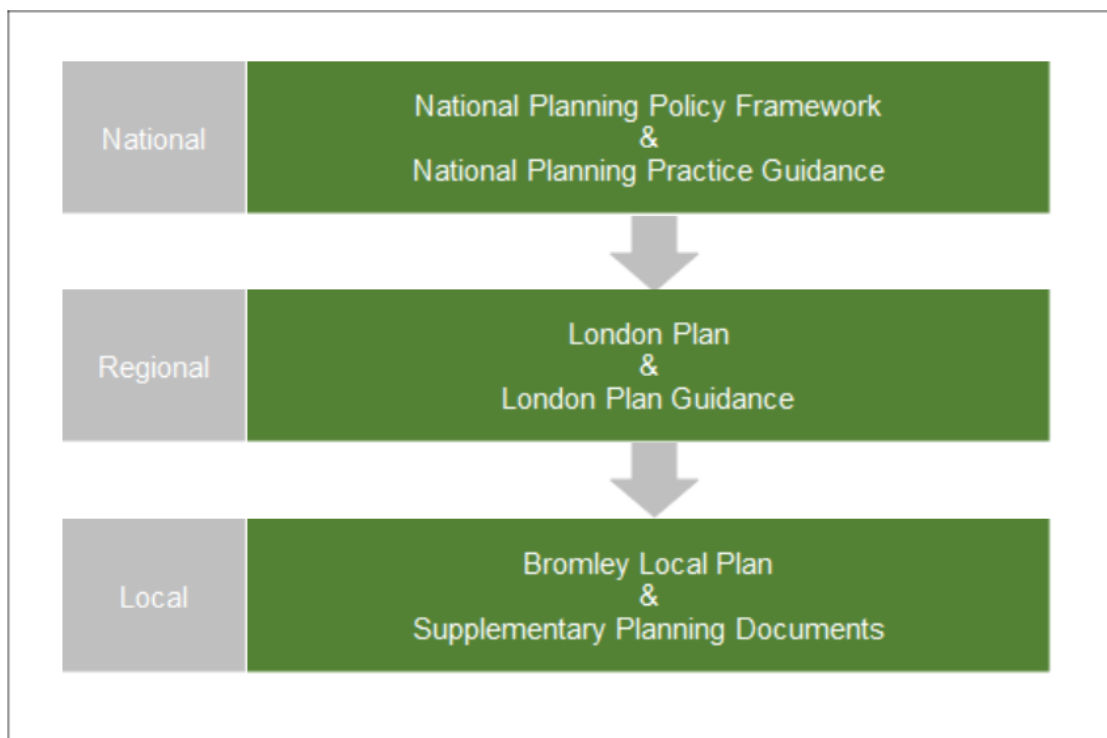 National
National Planning Policy Framework
&
National Planning Practice Guidance
Regional
London Plan
&
London Plan Guidance
Local
Bromley Local Plan
&
Supplementary Planning Documents